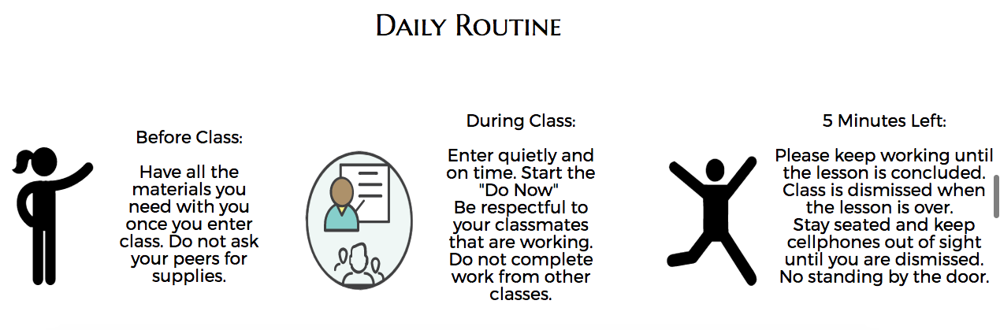 Daily Routine
Before Class:
Have all the
materials you
need with you
once you enter
class. Do not ask
your peers for
supplies.
During Class:
Enter quietly and
on time. Start the
"Do Now"
Be respectful to
your classmates
that are working.
Do not complete
work from other
classes.
5 Minutes Left:
Please keep working until
the lesson is concluded.
Class is dismissed when
the lesson is over.
Stay seated and keep
cellphones out of sight
until you are dismissed.
No standing by the door.